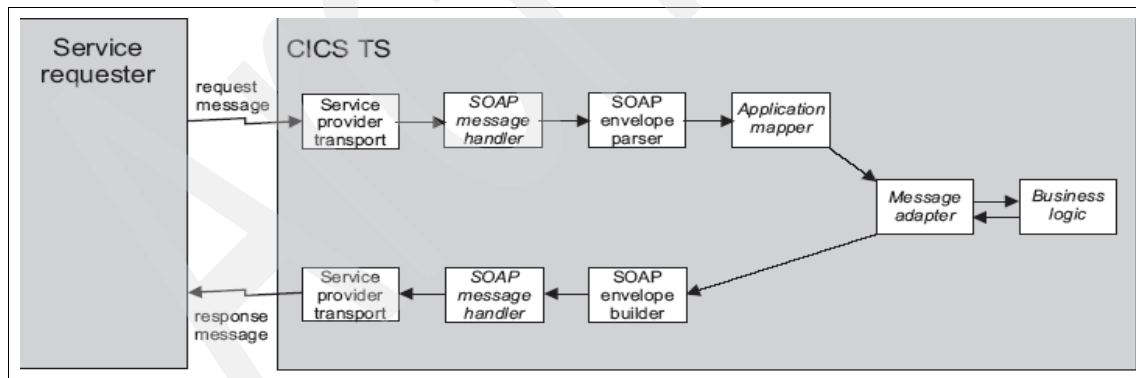 Service
requester
CICS TS
request
message
Service
provider
transport
SOAP
message
handler
SOAP
envelope
parser
Application
mapper
Message
adapter
Business
logic
Service
provider
transport
SOAP
message
handler
SOAP
envelope
builder
response
message